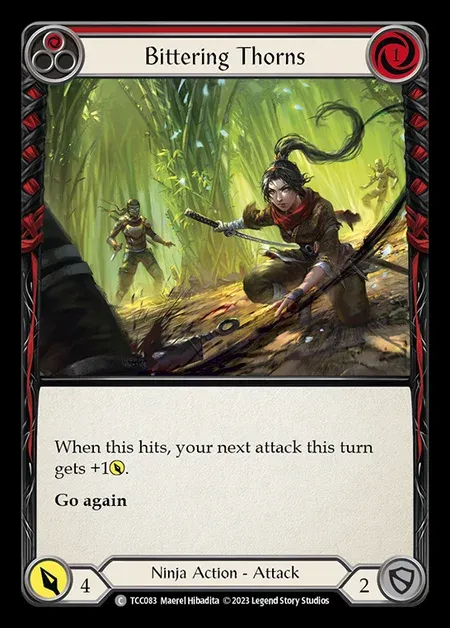 Bittering Thorns
1
When this hits, your next attack this turn
gets +1.
Go again
4
Ninja Action - Attack
2
C TCC083 Maerel Hibadita © 2023 Legend Story Studios